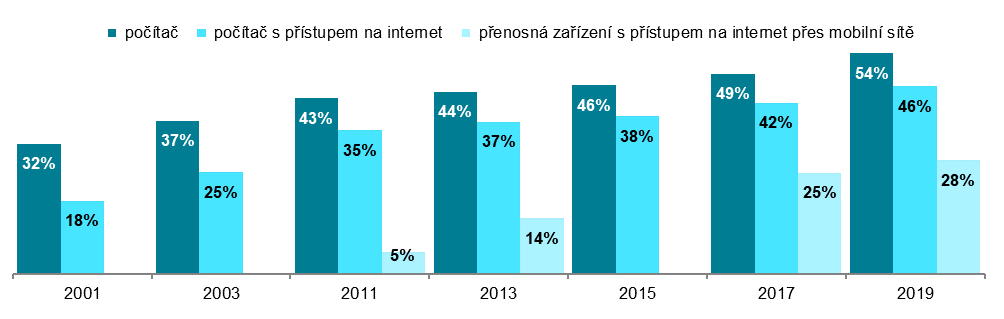 počítač počítač s přístupem na internet přenosná zařízení s přístupem na internet přes mobilní sítě
32% 18%
37% 25%
43% 35% 5%
44% 37% 14%
46% 38%
49% 42% 25%
54% 46% 28%
2001 2003 2011 2013 2015 2017 2019